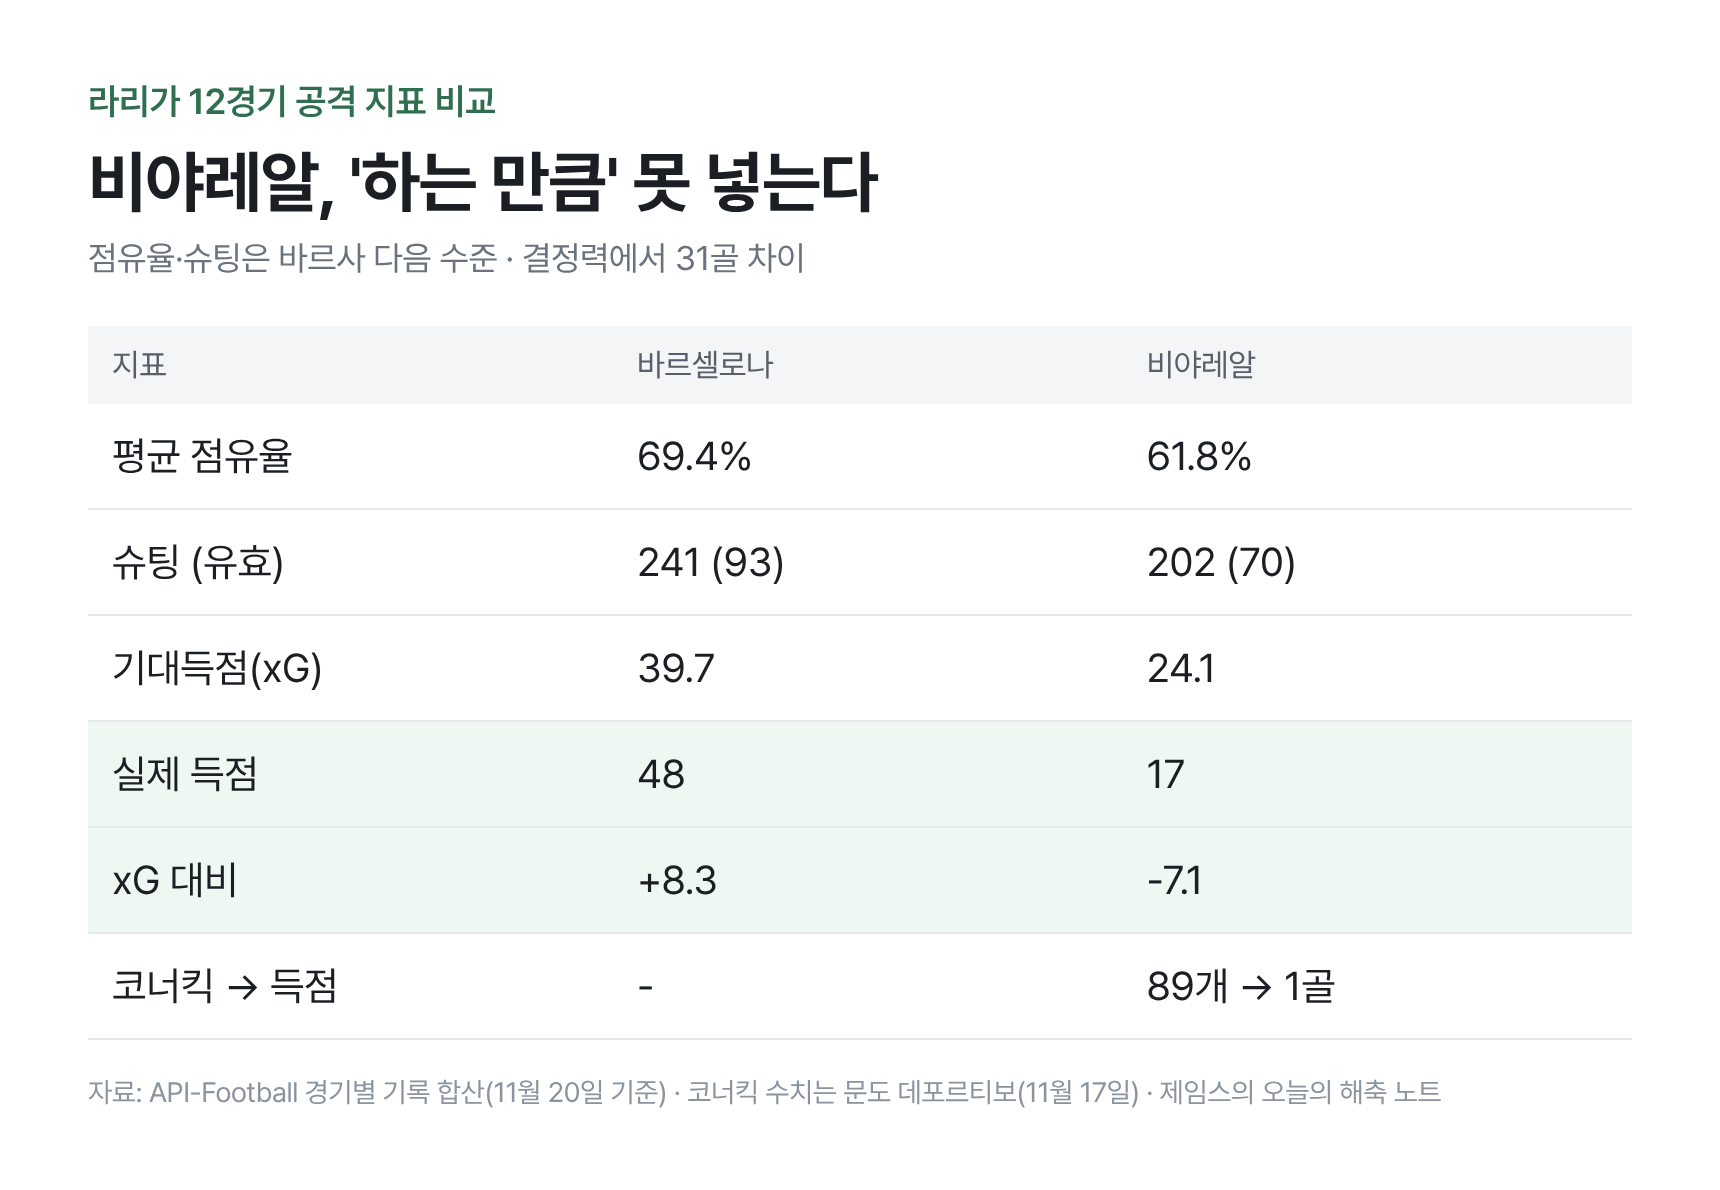 라리가 12경기 공격 지표 비교
비야레알, '하는 만큼' 못 넣는다
점유율·슈팅은 바르사 다음 수준 · 결정력에서 31골 차이
지표 바르셀로나 비야레알
평균 점유율 69.4% 61.8%
슈팅 (유효) 241 (93) 202 (70)
기대득점(xG) 39.7 24.1
실제 득점 48 17
xG 대비 +8.3 -7.1
코너킥 → 득점 - 89개 → 1골
자료: API-Football 경기별 기록 합산(11월 20일 기준) · 코너킥 수치는 문도 데포르티보(11월 17일) · 제임스의 오늘의 해축 노트